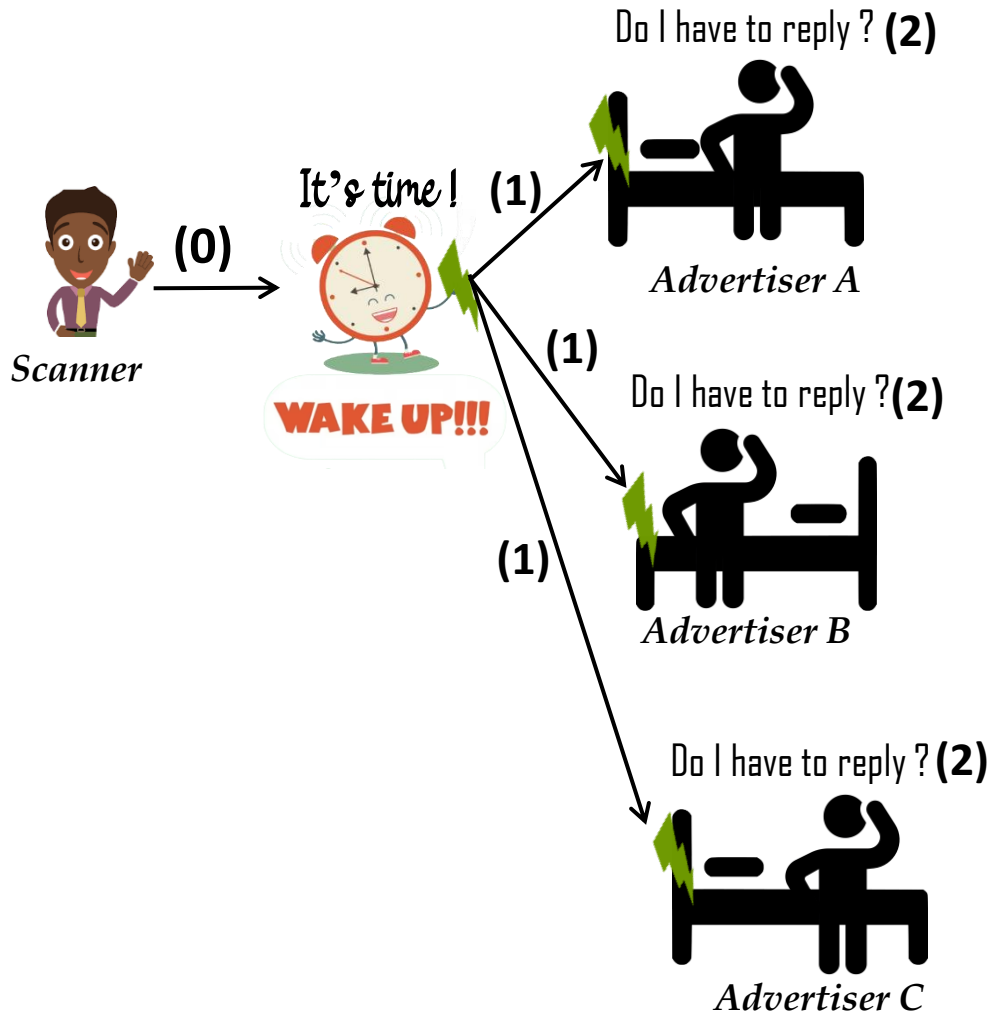 Do I have to reply ? (2)
It's time !
(1)
(0)
Advertiser A
Scanner
(1)
Do I have to reply ?(2)
WAKE UP!!!
(1)
Advertiser B
Do I have to reply ? (2)
Advertiser C